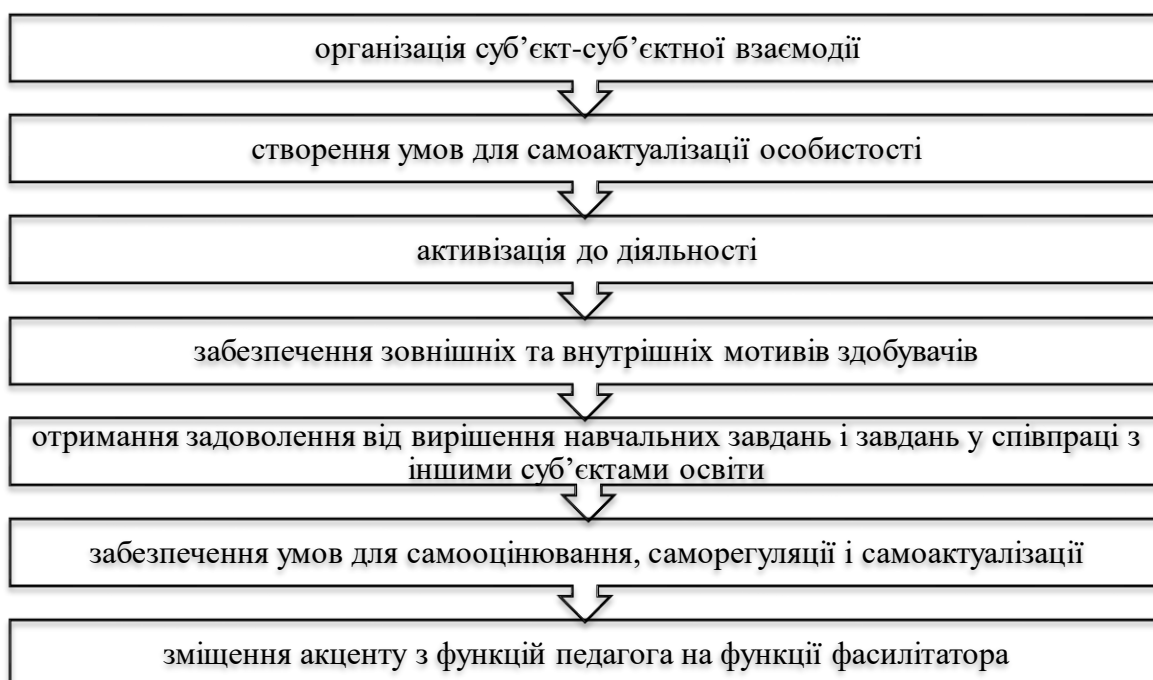 організація суб’єкт-суб’єктної взаємодії
створення умов для самоактуалізації особистості
активізація до діяльності
забезпечення зовнішніх та внутрішніх мотивів здобувачів
отримання задоволення від вирішення навчальних завдань і завдань у співпраці з
іншими суб’єктами освіти
забезпечення умов для самооцінювання, саморегуляції і самоактуалізації
зміщення акценту з функцій педагога на функції фасилітатора